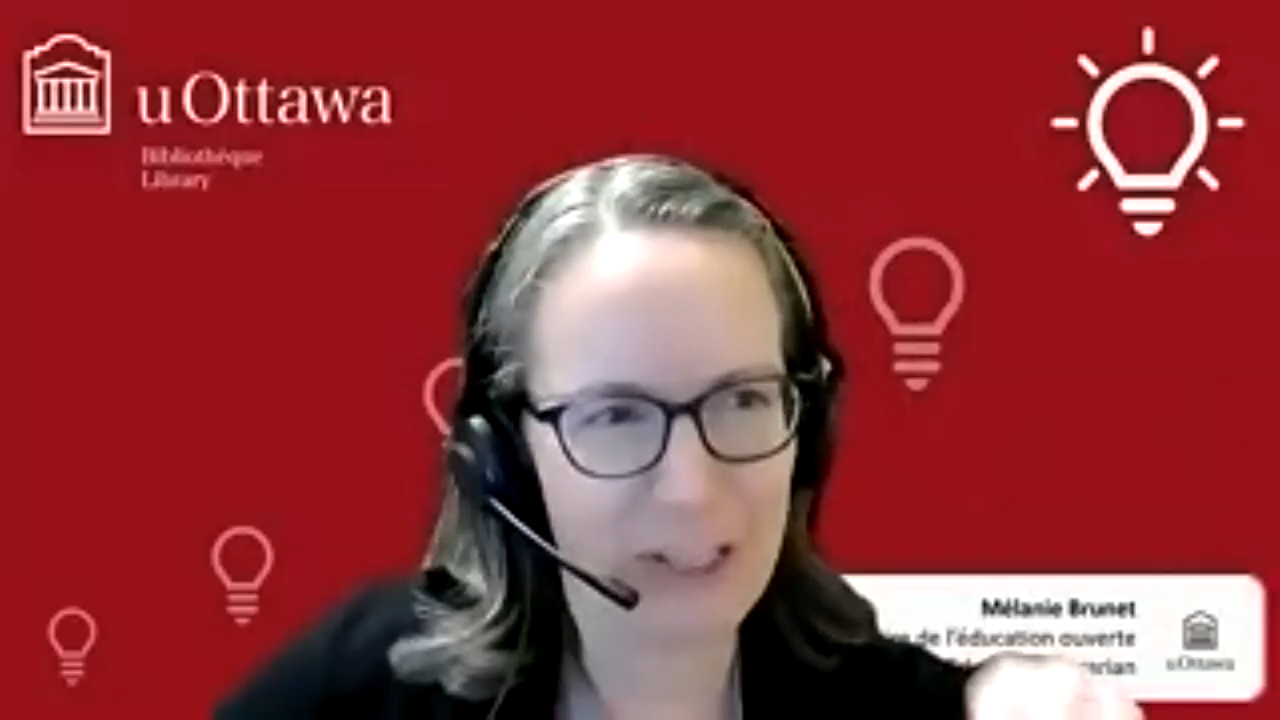 uOttawa
Bibliothèque
Library
Mélanie Brunet
de l'éducation ouverte
uOttawa